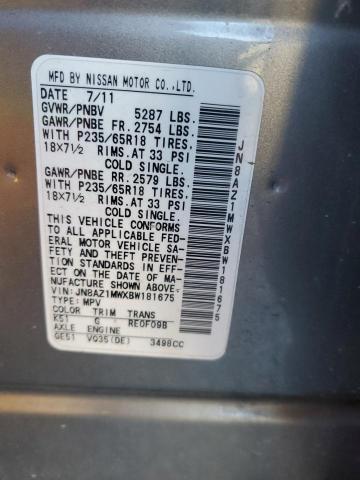 MFD BY NISSAN MOTOR CO.,LTD.
DATE 7/11
GVWR/PNBV 5287 LBS.
GAWR/PNBE FR. 2754 LBS.
WITH P235/65R18 TIRES,
18X7½ RIMS.AT 33 PSI
COLD SINGLE
GAWR/PNBE RR. 2579 LBS.
WITH P235/65R18 TIRES,
18X7½ RIMS.AT 33 PSI
COLD SINGLE
THIS VEHICLE CONFORMS
TO ALL APPLICABLE FED-
ERAL MOTOR VEHICLE SA-
FETY AND THEFT PREVEN-
TION STANDARDS IN EFF-
ECT ON THE DATE OF MA-
NUFACTURE SHOWN ABOVE.
VIN: JN8AZ1MWXBW181675
TYPE: MPV
COLOR TRIM TRANS
K51 G RE0F09B
AXLE ENGINE
GE51 VQ35(DE) 3498CC
JN8AZ1MWXBW181675